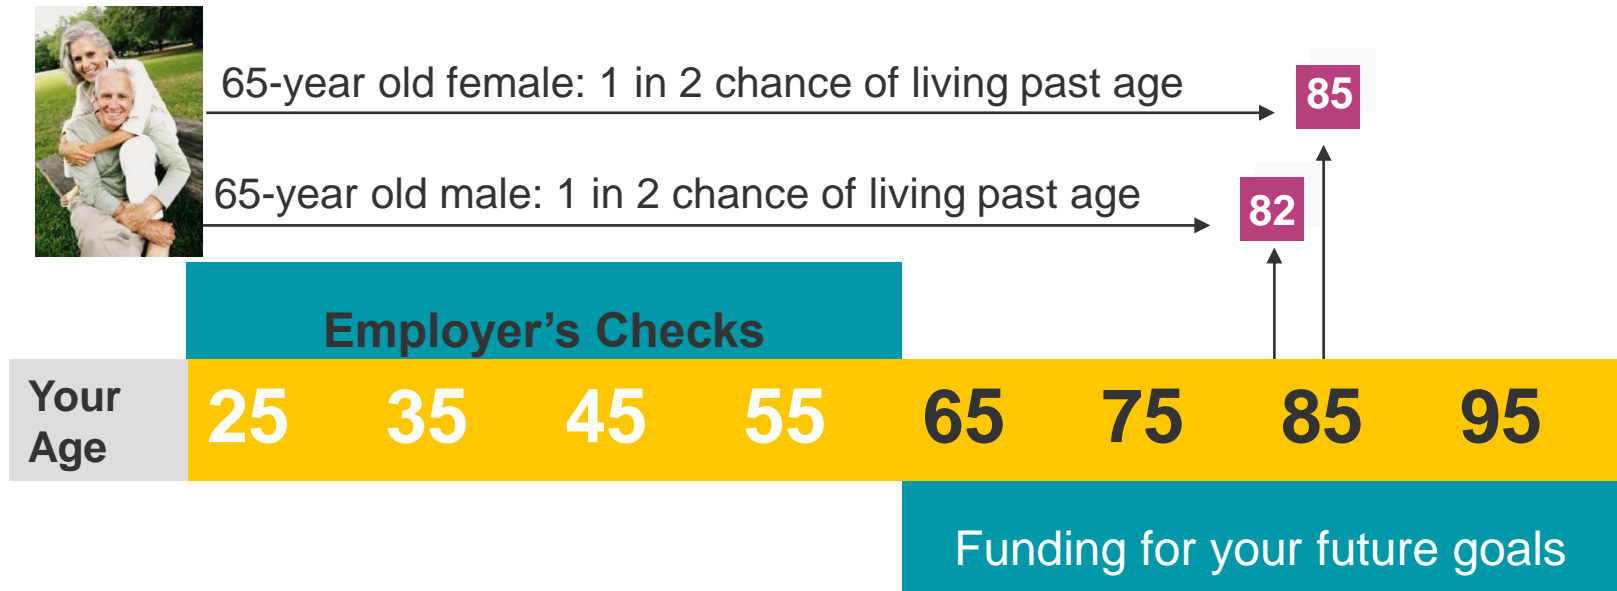 65-year old female: 1 in 2 chance of living past age 85
65-year old male: 1 in 2 chance of living past age 82
Employer’s Checks
Your
Age
25 35 45 55 65 75 85 95
Funding for your future goals